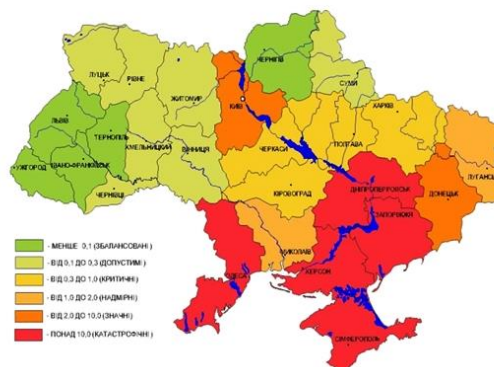 ЧЕРНІГІВ
ЛУЦЬК
РІВНЕ
СУМИ
ЖИТОМИР
КИЇВ
ХАРКІВ
ЛЬВІВ
ТЕРНОПІЛЬ
ПОЛТАВА
ХМЕЛЬНИЦЬКИЙ
ЧЕРКАСИ
ВІННИЦЯ
ЛУГАНСЬК
УЖГОРОД
ІВАНО-ФРАНКІВСЬК
КІРОВОГРАД
ДНІПРОПЕТРОВСЬК
ДОНЕЦЬК
ЧЕРНІВЦІ
ЗАПОРІЖЖЯ
МИКОЛАЇВ
ОДЕСА
ХЕРСОН
СІМФЕРОПОЛЬ
- МЕНШЕ 0,1 (ЗБАЛАНСОВАНІ)
- ВІД 0,1 ДО 0,3 (ДОПУСТИМІ)
- ВІД 0,3 ДО 1,0 (КРИТИЧНІ)
- ВІД 1,0 ДО 2,0 (НАДМІРНІ)
- ВІД 2,0 ДО 10,0 (ЗНАЧНІ)
- ПОНАД 10,0 (КАТАСТРОФІЧНІ)